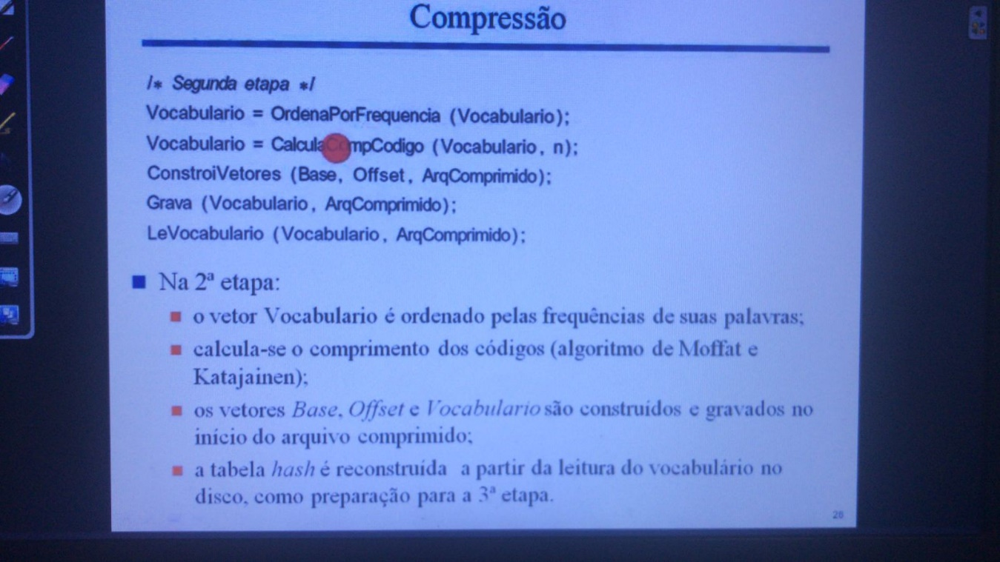 Compressão
/* Segunda etapa */
Vocabulario = OrdenaPorFrequencia (Vocabulario);
Vocabulario = CalculaCompCodigo (Vocabulario, n);
ConstroiVetores (Base, Offset, ArqComprimido);
Grava (Vocabulario, ArqComprimido);
LeVocabulario (Vocabulario, ArqComprimido);
Na 2ª etapa:
o vetor Vocabulario é ordenado pelas frequências de suas palavras;
calcula-se o comprimento dos códigos (algoritmo de Moffat e
Katajainen);
os vetores Base, Offset e Vocabulario são construídos e gravados no
início do arquivo comprimido;
a tabela hash é reconstruída a partir da leitura do vocabulário no
disco, como preparação para a 3ª etapa.
28